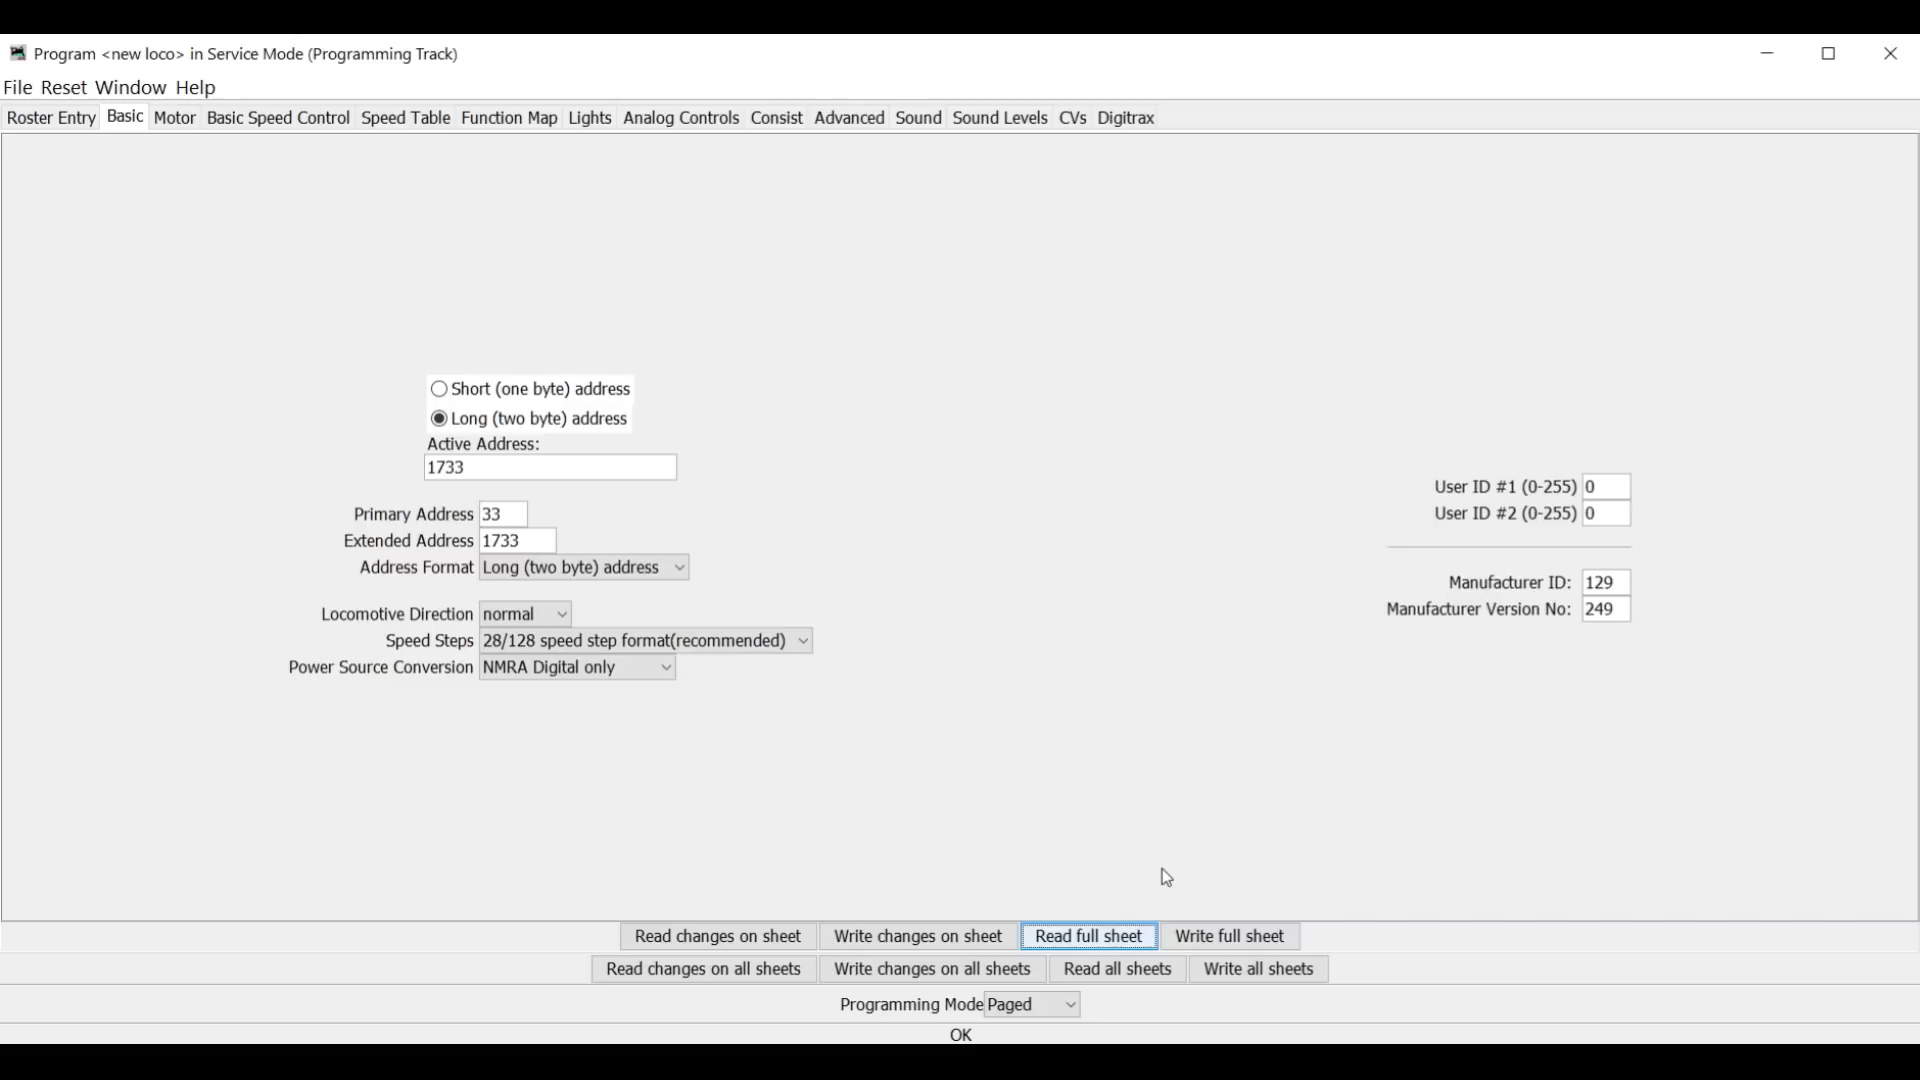 Program <new loco> in Service Mode (Programming Track)
File Reset Window Help
Roster Entry Basic Motor Basic Speed Control Speed Table Function Map Lights Analog Controls Consist Advanced Sound Sound Levels CVs Digitrax
Short (one byte) address
Long (two byte) address
Active Address:
1733
Primary Address 33
Extended Address 1733
Address Format Long (two byte) address
Locomotive Direction normal
Speed Steps 28/128 speed step format(recommended)
Power Source Conversion NMRA Digital only
User ID #1 (0-255) 0
User ID #2 (0-255) 0
Manufacturer ID: 129
Manufacturer Version No: 249
Read changes on sheet Write changes on sheet Read full sheet Write full sheet
Read changes on all sheets Write changes on all sheets Read all sheets Write all sheets
Programming Mode Paged
OK